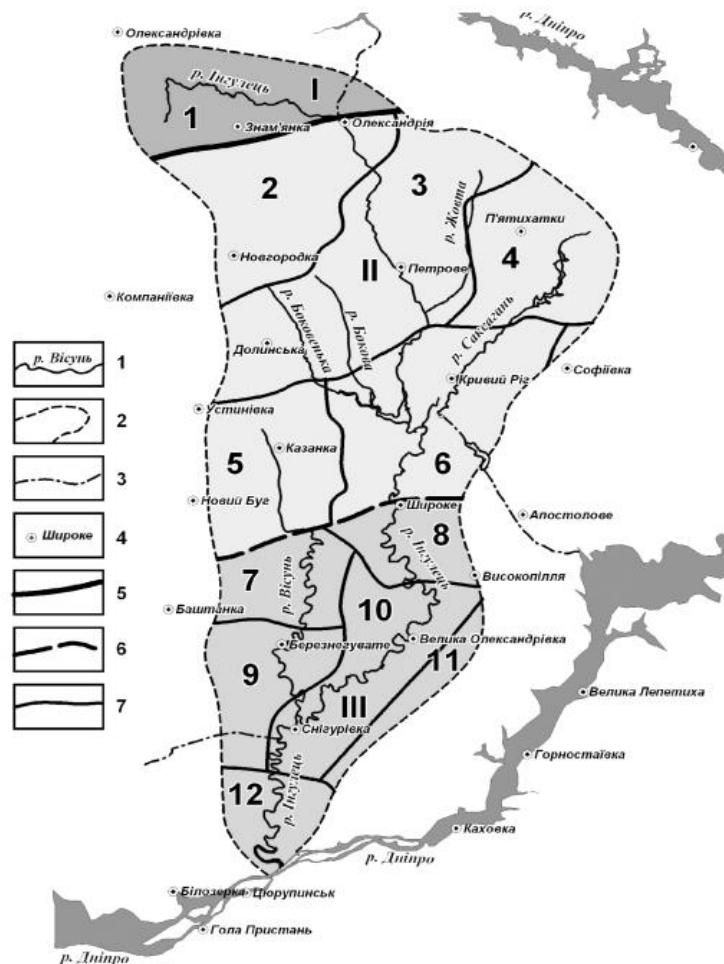 р. Дніпро
Олександрівка
р. Інгулець
I
1
Знам'янка
Олександрія
2
3
р. Жовта
П'ятихатки
4
Новгородка
II
Петрове
Компаніївка
р. Боковенька
р. Бокова
р. Саксагань
Долинська
р. Вісунь
1
Кривий Ріг
Софіївка
Устинівка
2
Казанка
5
6
3
Новий Буг
Широке
Апостолове
4
Широке
8
р. Інгулець
7
р. Вісунь
Високопілля
5
Баштанка
10
Березнегувате
Велика Олександрівка
6
11
9
Велика Лепетиха
III
7
Снігурівка
Горностаївка
12
р. Інгулець
Каховка
р. Дніпро
Білозерка
Цюрупинськ
Гола Пристань
р. Дніпро